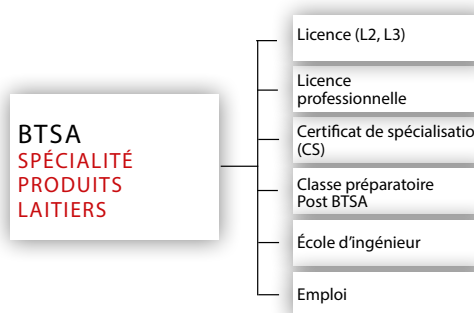 BTSA
SPÉCIALITÉ
PRODUITS
LAITIERS
Licence (L2, L3)
Licence
professionnelle
Certificat de spécialisatio
(CS)
Classe préparatoire
Post BTSA
École d'ingénieur
Emploi